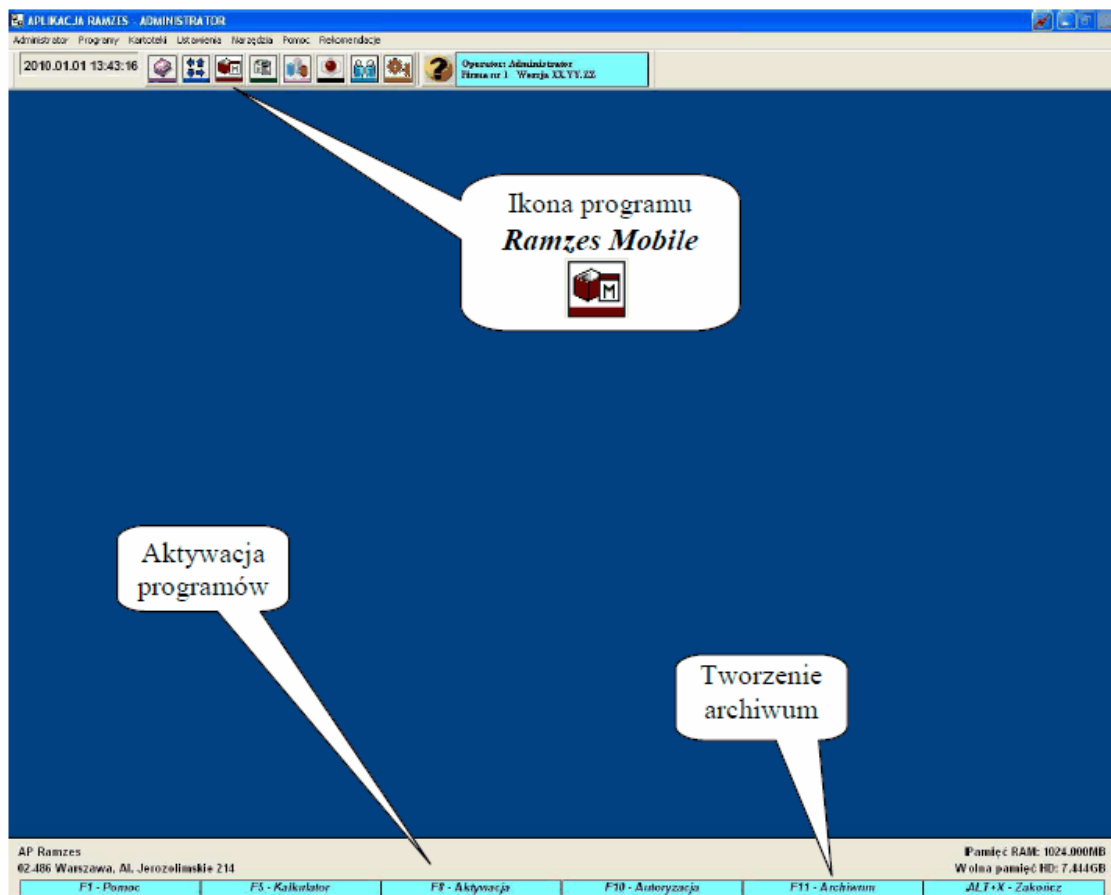 APLIKACJA RAMZES - ADMINISTRATOR
Administrator Programy Kartoteki Ustawienia Narzędzia Pomoc Rekomendacje
2010.01.01 13:43:16
Operator: Administrator
Firma nr 1 Wersja XX.YY.ZZ
Ikona programu
Ramzes Mobile
M
Aktywacja
programów
Tworzenie
archiwum
AP Ramzes
02-486 Warszawa, Al. Jerozolimskie 214
Pamięć RAM: 1024.000MB
Wolna pamięć HD: 7.444GB
F1 - Pomoc F5 - Kalkulator F8 - Aktywacja F10 - Autoryzacja F11 - Archiwum ALT+X - Zakończ